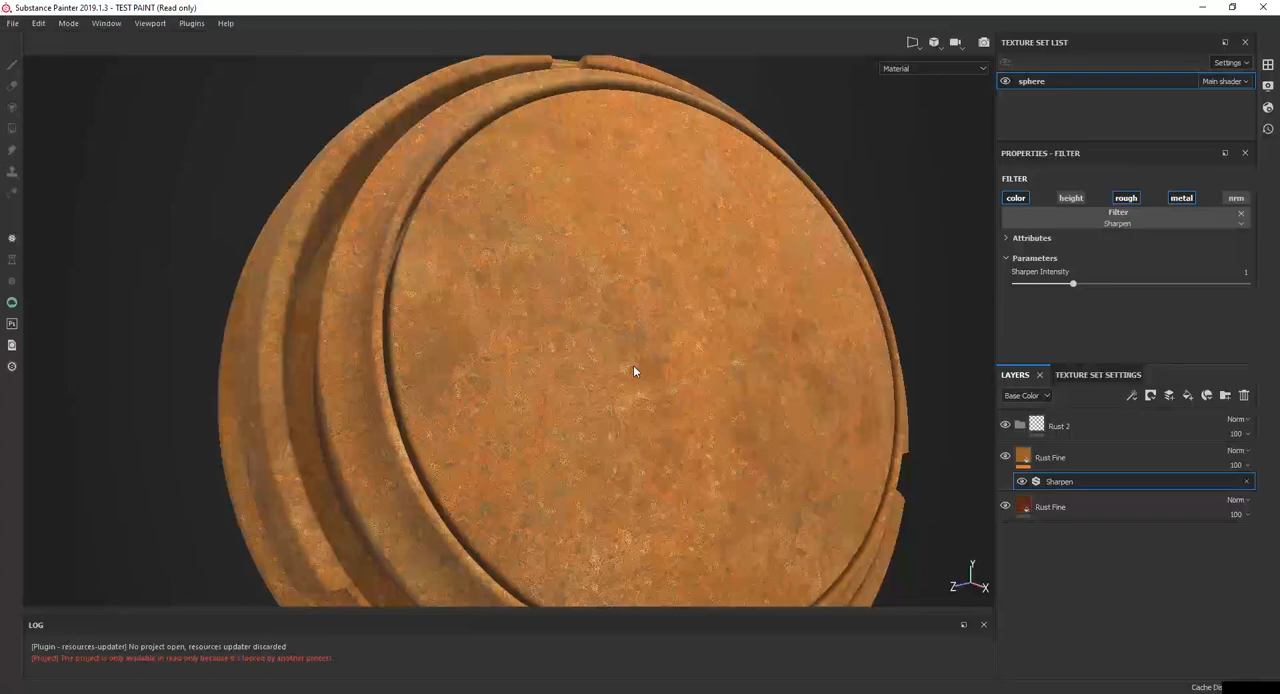 Substance Painter 2019.1.3 - TEST PAINT (Read only)
File Edit Mode Window Viewport Plugins Help
Material
TEXTURE SET LIST
Settings
sphere
Main shader
PROPERTIES - FILTER
FILTER
color height rough metal nrm
Filter
Sharpen
Attributes
Parameters
Sharpen Intensity 1
LAYERS TEXTURE SET SETTINGS
Base Color
Rust 2
Norm
100
Rust Fine
Norm
100
Sharpen
Rust Fine
Norm
100
Y
Z X
Ps
LOG
[Plugin - resources-updater] No project open, resources updater discarded
[Project] The project is only available in read only because it is locked by another process.
Cache